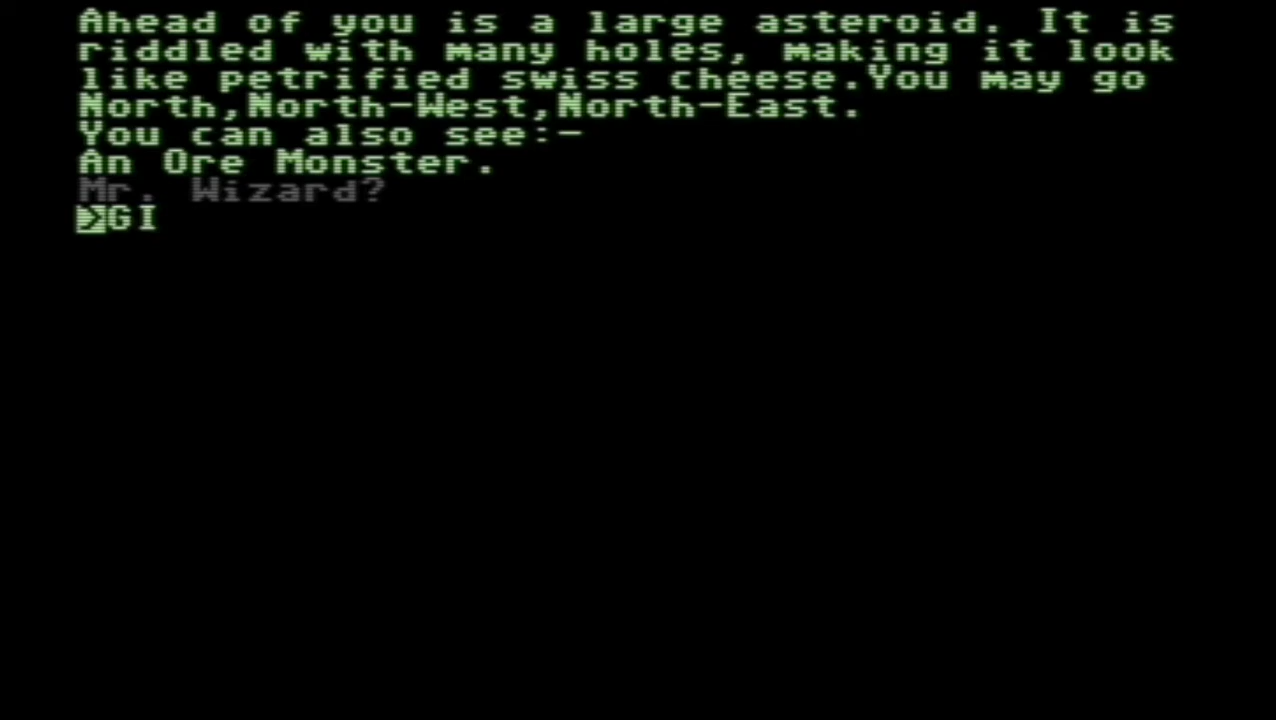 Ahead of you is a large asteroid. It is
riddled with many holes, making it look
like petrified swiss cheese.You may go
North,North-West,North-East.
You can also see:-
An Ore Monster.
Mr. Wizard?
>GI